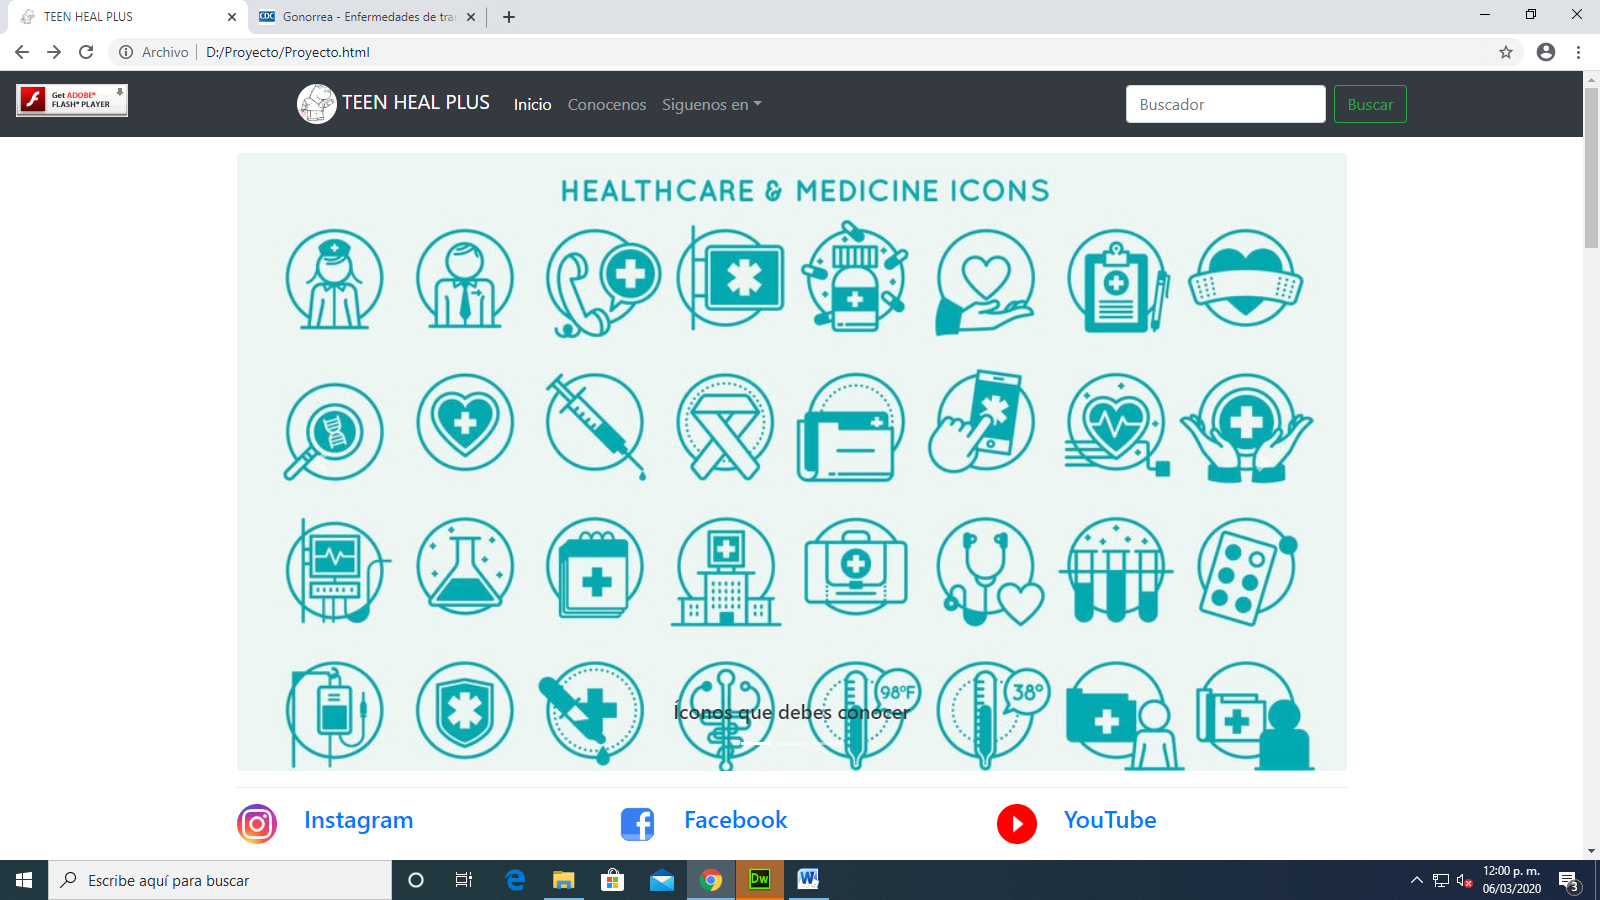 TEEN HEAL PLUS
CDC Gonorrea - Enfermedades de tra
Archivo D:/Proyecto/Proyecto.html
Get ADOBE®
FLASH® PLAYER
TEEN HEAL PLUS Inicio Conocenos Siguenos en Buscador Buscar
HEALTHCARE & MEDICINE ICONS
98°F
38°
Íconos que debes conocer
Instagram Facebook YouTube
Escribe aquí para buscar
Dw
W
12:00 p. m.
06/03/2020
3